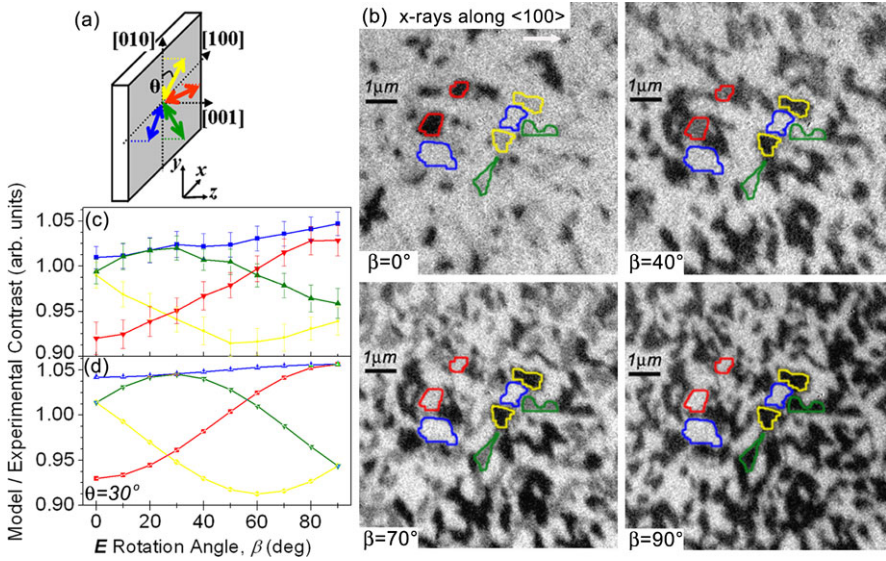 (a)
[010]
[100]
θ
[001]
y
x
z
(b)
x-rays along <100>
1μm
β=0°
1μm
β=40°
1μm
β=70°
1μm
β=90°
Model / Experimental Contrast (arb. units)
(c)
1.05
1.00
0.95
0.90
(d)
1.05
1.00
0.95
0.90
θ=30°
0 20 40 60 80
E Rotation Angle, β (deg)